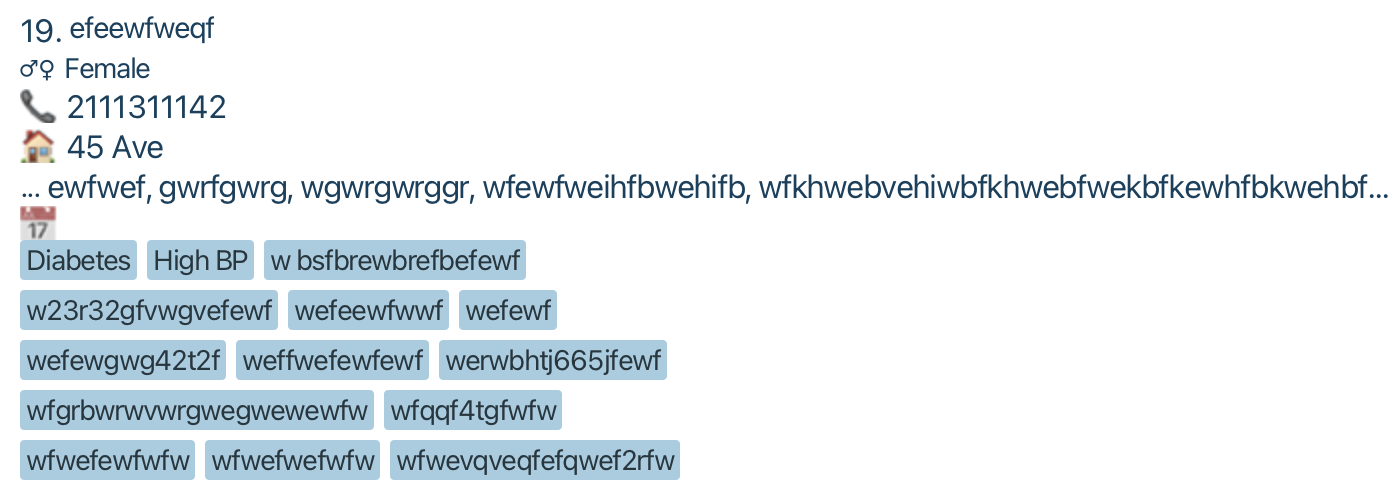 19. efeewfweqf
♂♀ Female
📞 2111311142
🏠 45 Ave
... ewfwef, gwrfgwrg, wgwrgwrggr, wfewfweihfbwehifb, wfkhwebvehiwbfkhwebfwekbfkewhfbkwehbf...
17
Diabetes High BP w bsfbrewbrefbefewf
w23r32gfvwgvefewf wefeewfwwf wefewf
wefewgwg42t2f weffwefewfewf werwbhtj665jfewf
wfgrbwrwvwrgwegwewewfw wfqqf4tgfwfw
wfwefewfwfw wfwefwefwfw wfwevqveqfefqwef2rfw